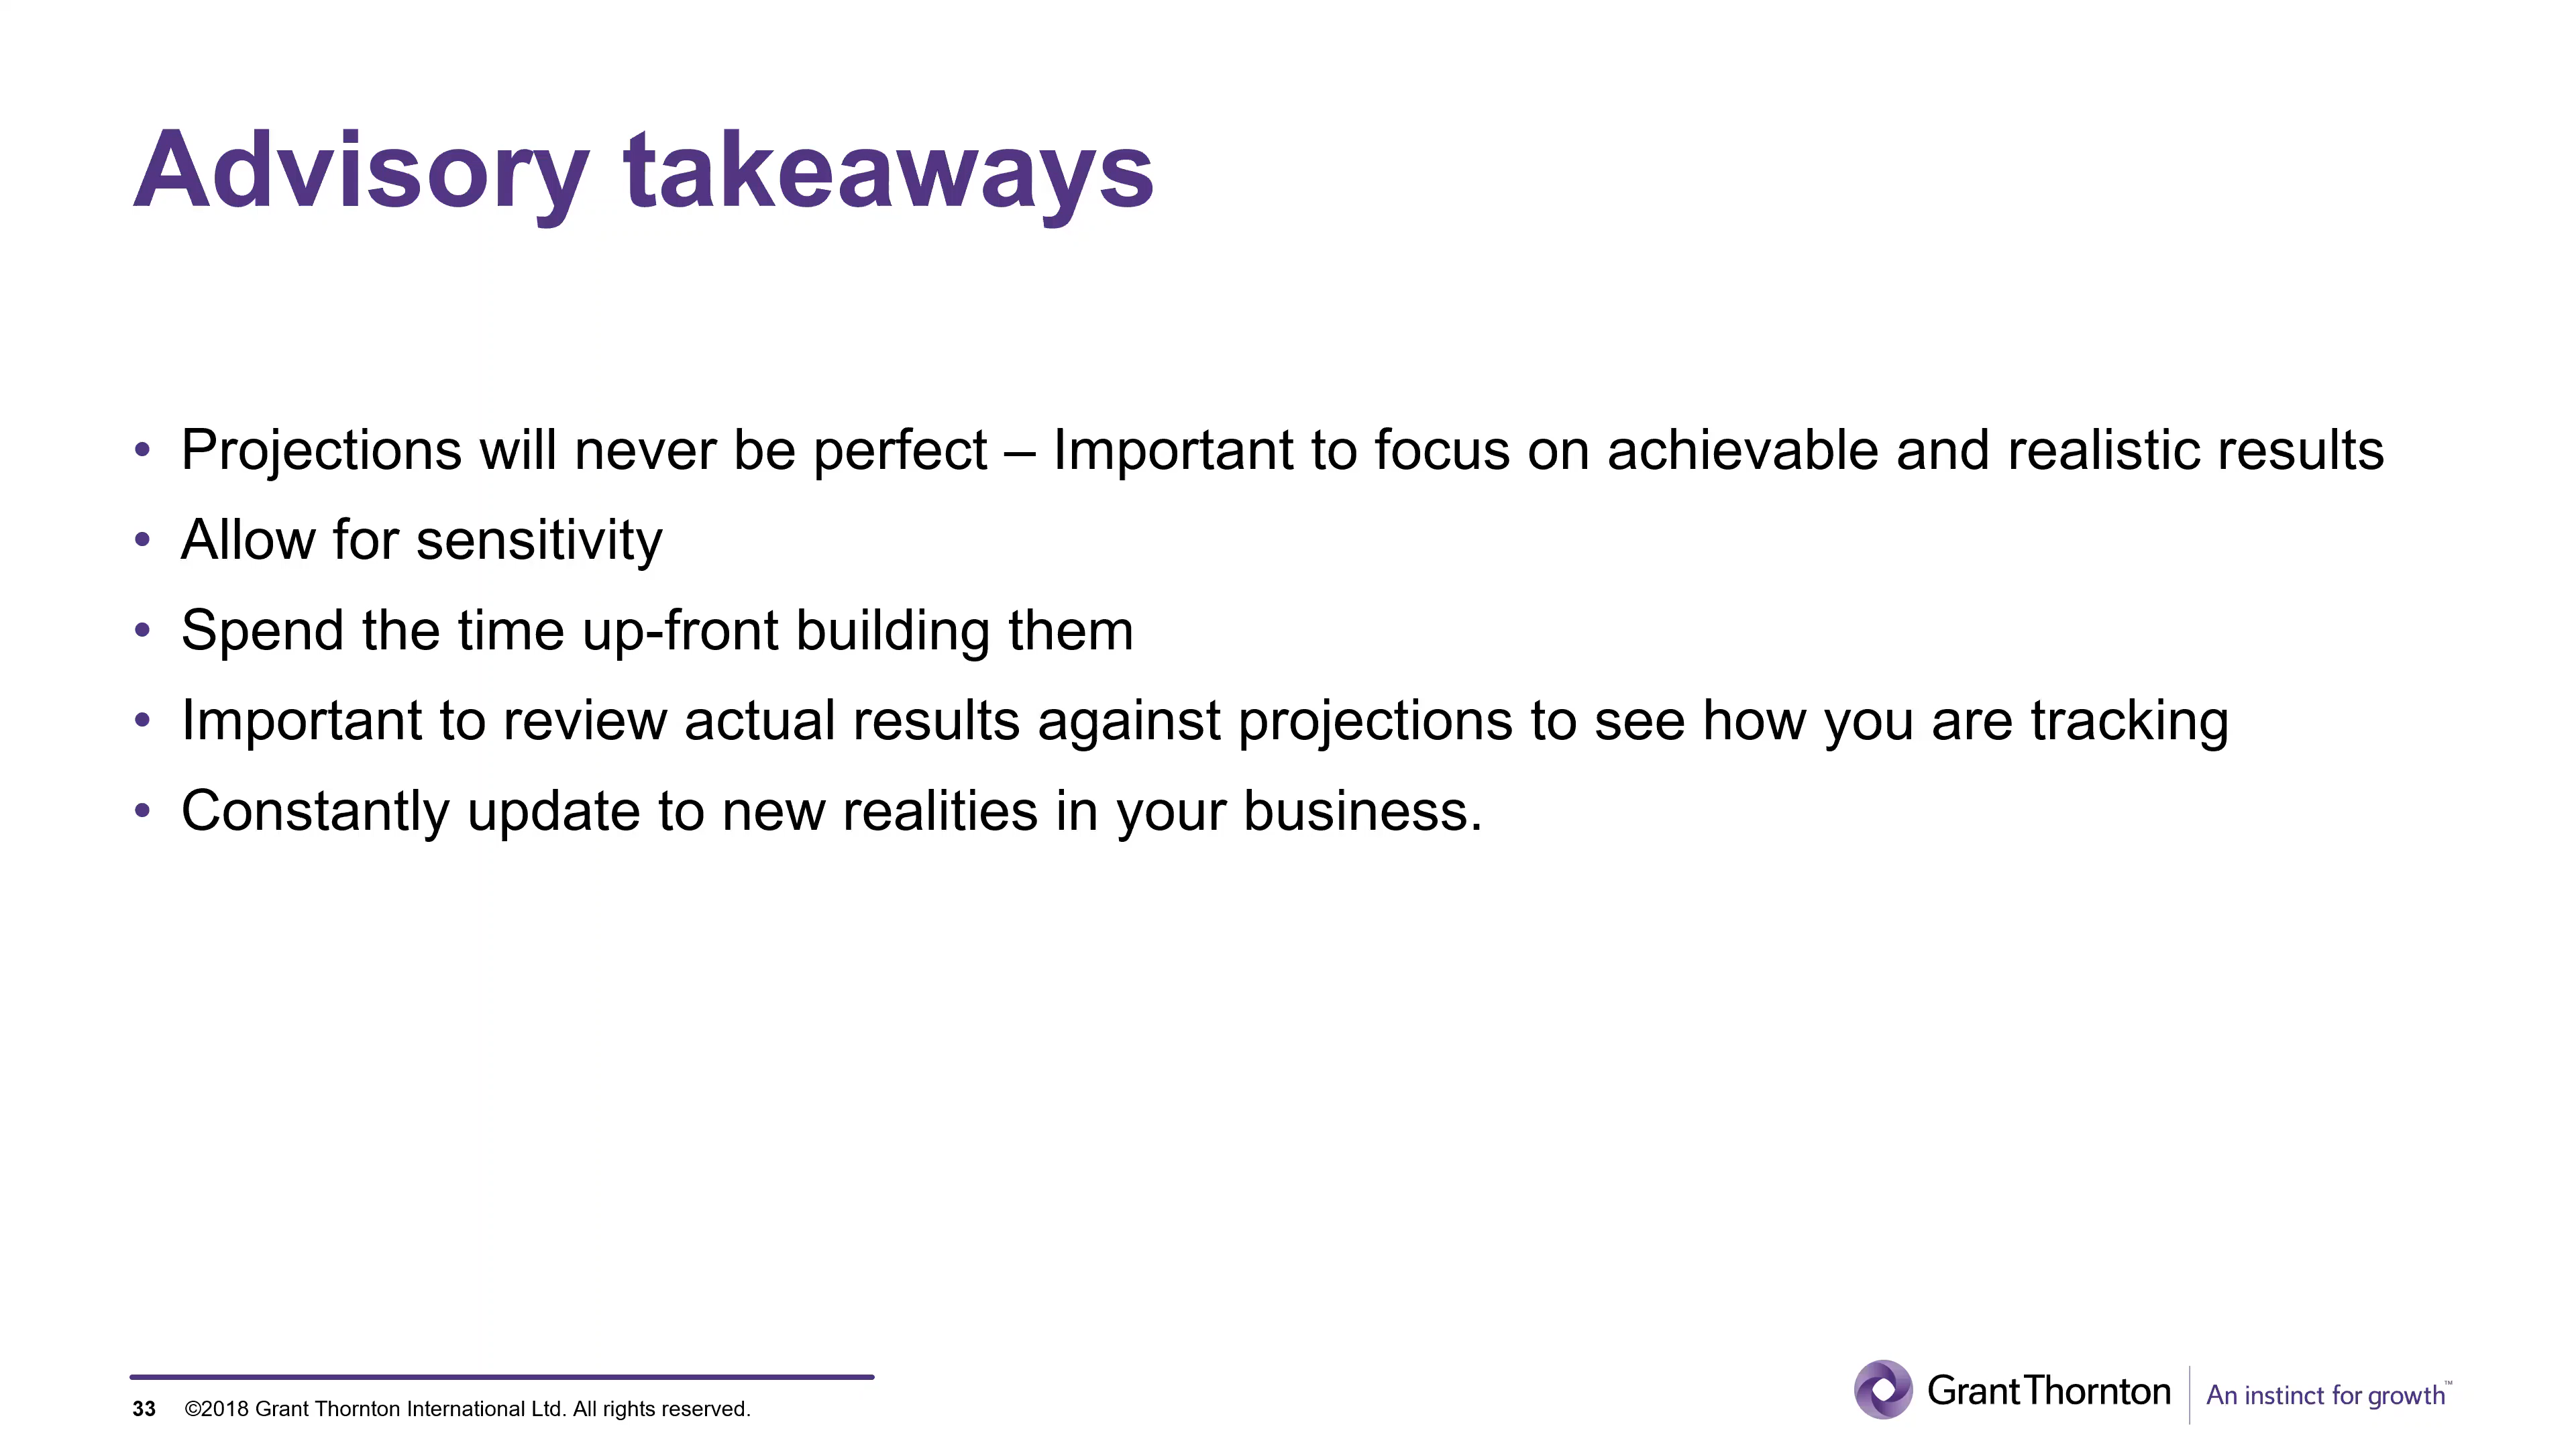 Advisory takeaways
• Projections will never be perfect – Important to focus on achievable and realistic results
• Allow for sensitivity
• Spend the time up-front building them
• Important to review actual results against projections to see how you are tracking
• Constantly update to new realities in your business.
33 ©2018 Grant Thornton International Ltd. All rights reserved.
Grant Thornton An instinct for growth™